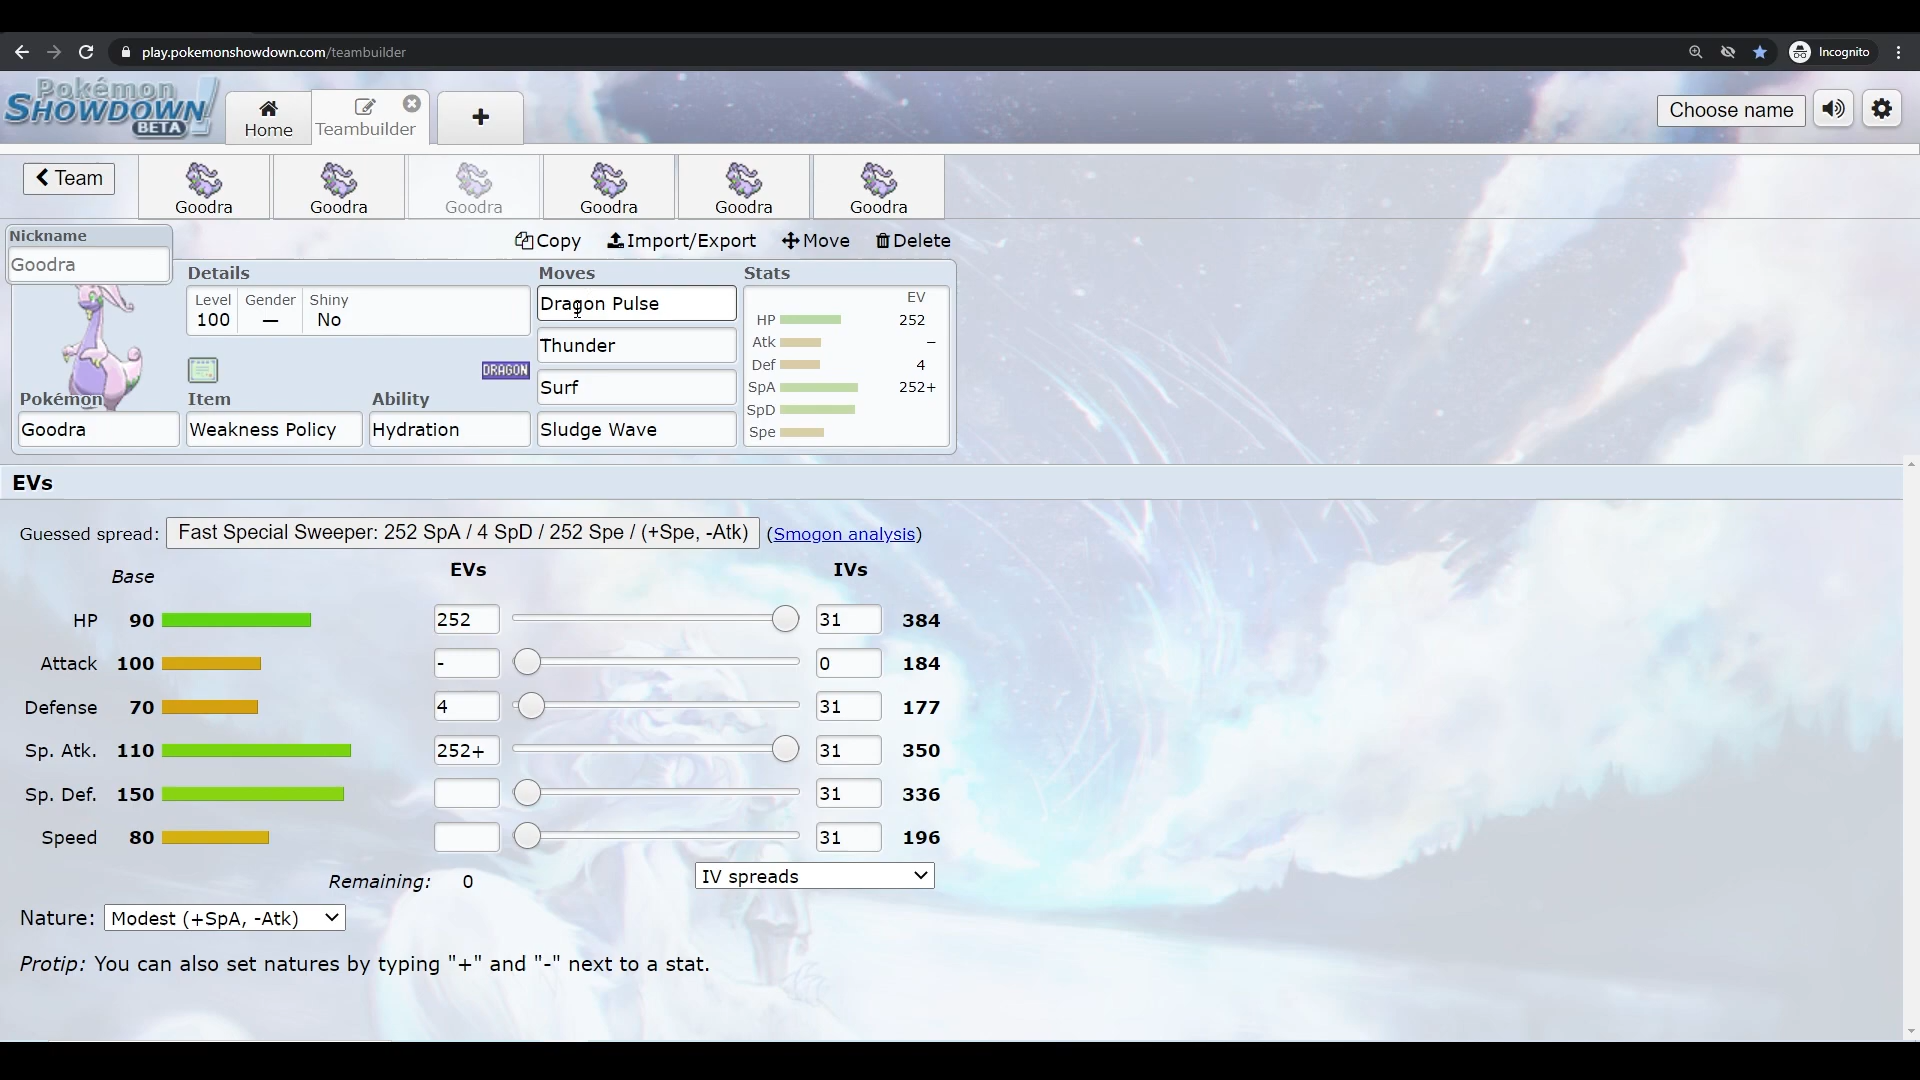 play.pokemonshowdown.com/teambuilder
Incognito
Pokémon
SHOWDOWN!
BETA
Home
Teambuilder
+
Choose name
Team
Goodra
Goodra
Goodra
Goodra
Goodra
Goodra
Nickname
Goodra
Copy
Import/Export
Move
Delete
Details
Moves
Stats
Level
Gender
Shiny
100
—
No
Dragon Pulse
Thunder
Surf
Sludge Wave
EV
HP 252
Atk –
Def 4
SpA 252+
SpD
Spe
DRAGON
Pokémon
Item
Ability
Goodra
Weakness Policy
Hydration
EVs
Guessed spread: Fast Special Sweeper: 252 SpA / 4 SpD / 252 Spe / (+Spe, -Atk) (Smogon analysis)
Base EVs IVs
HP 90 252 31 384
Attack 100 - 0 184
Defense 70 4 31 177
Sp. Atk. 110 252+ 31 350
Sp. Def. 150 31 336
Speed 80 31 196
Remaining: 0 IV spreads
Nature: Modest (+SpA, -Atk)
Protip: You can also set natures by typing "+" and "-" next to a stat.